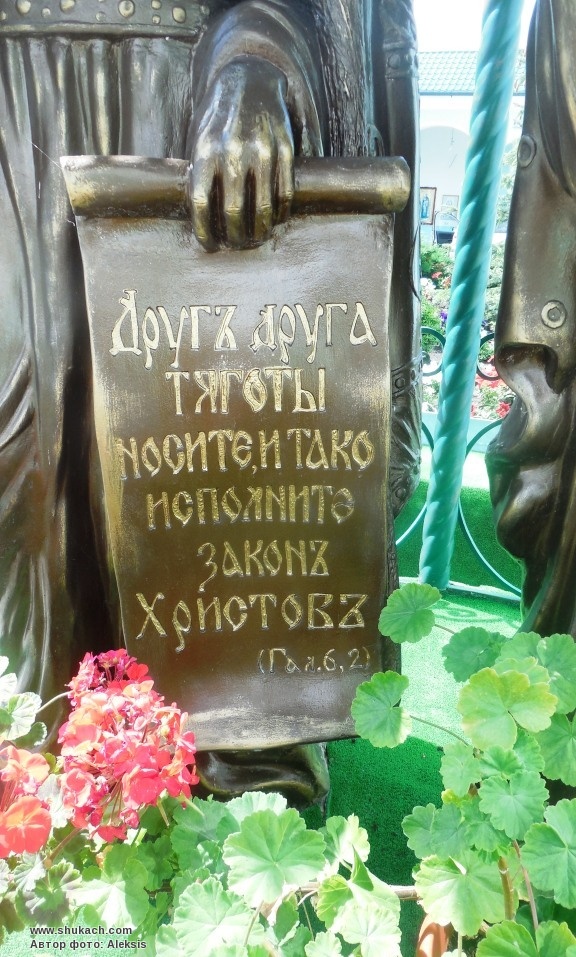 Другъ друга
тяготы
носите, и тако
исполните
законъ
Христовъ
(Гал. 6, 2)
www.shukach.com
Автор фото: Aleksis